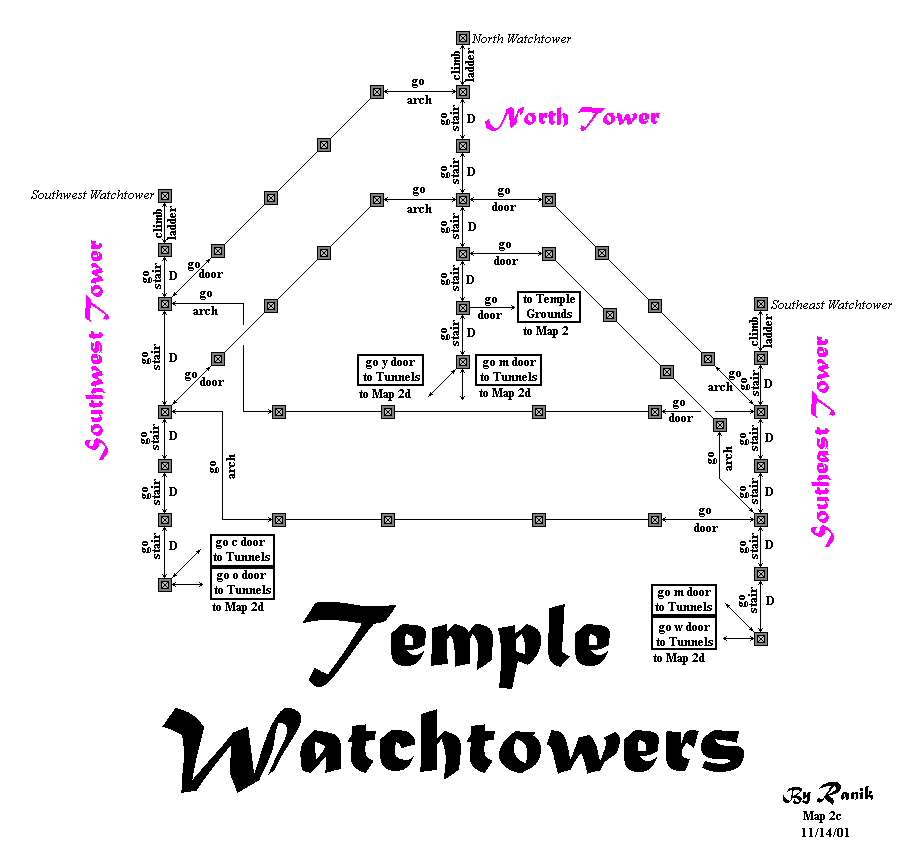 North Watchtower
climb
ladder
go
arch
go
stair
D
North Tower
go
stair
D
Southwest Watchtower
climb
ladder
go
arch
go
door
go
stair
D
go
door
go
stair
D
go
door
go
stair
D
go
arch
go
stair
D
go
door
to Temple
Grounds
to Map 2
Southeast Watchtower
climb
ladder
Southwest Tower
go
stair
D
go
door
go
stair
D
go y door
to Tunnels
to Map 2d
go m door
to Tunnels
to Map 2d
go
arch
go
stair
D
go
door
Southeast Tower
go
stair
D
go
arch
go
arch
go
stair
D
go
stair
D
go
door
go
stair
D
go
stair
D
go c door
to Tunnels
go o door
to Tunnels
to Map 2d
go
stair
D
go m door
to Tunnels
go w door
to Tunnels
to Map 2d
Temple
Watchtowers
By Ranik
Map 2c
11/14/01